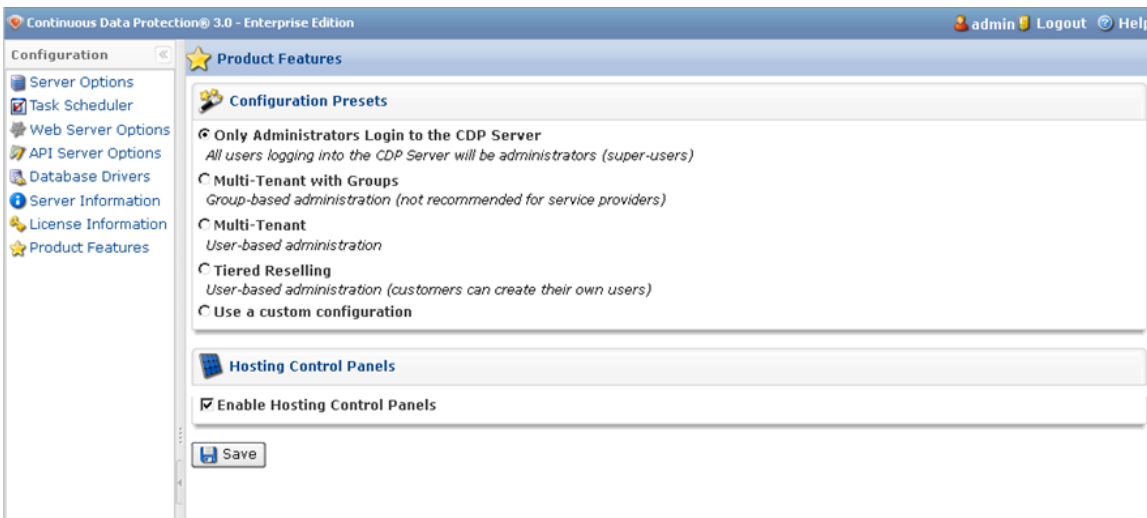 Continuous Data Protection® 3.0 - Enterprise Edition
admin Logout Help
Configuration
Server Options
Task Scheduler
Web Server Options
API Server Options
Database Drivers
Server Information
License Information
Product Features
Product Features
Configuration Presets
Only Administrators Login to the CDP Server
All users logging into the CDP Server will be administrators (super-users)
Multi-Tenant with Groups
Group-based administration (not recommended for service providers)
Multi-Tenant
User-based administration
Tiered Reselling
User-based administration (customers can create their own users)
Use a custom configuration
Hosting Control Panels
Enable Hosting Control Panels
Save